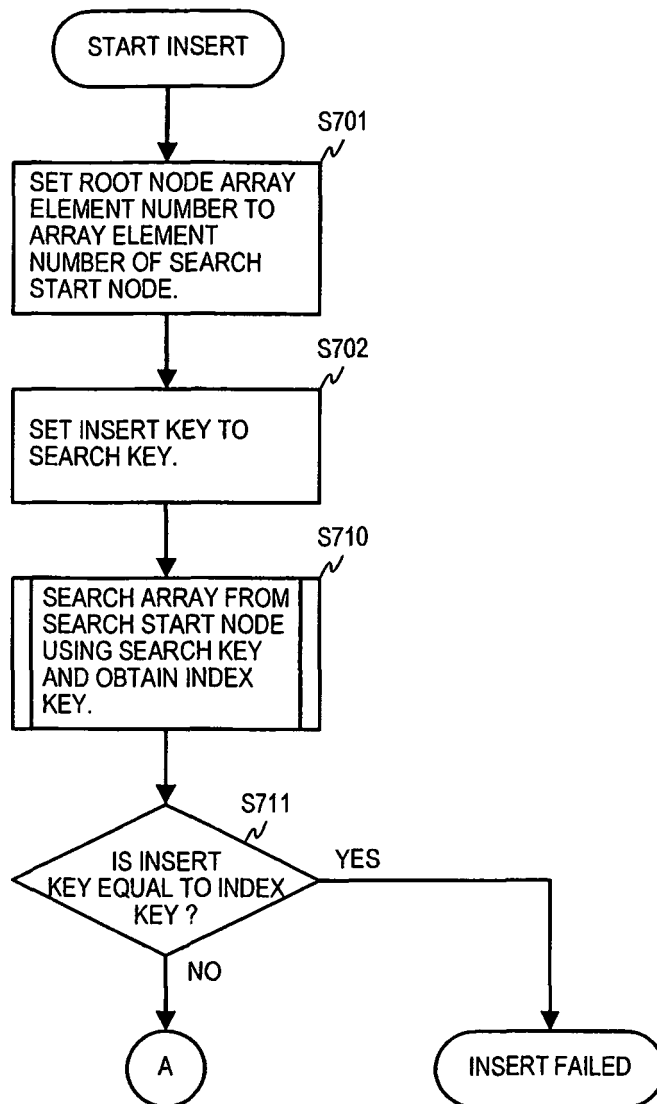 START INSERT
S701
SET ROOT NODE ARRAY
ELEMENT NUMBER TO
ARRAY ELEMENT
NUMBER OF SEARCH
START NODE.
S702
SET INSERT KEY TO
SEARCH KEY.
S710
SEARCH ARRAY FROM
SEARCH START NODE
USING SEARCH KEY
AND OBTAIN INDEX
KEY.
S711
IS INSERT
KEY EQUAL TO INDEX
KEY ?
YES
NO
A
INSERT FAILED